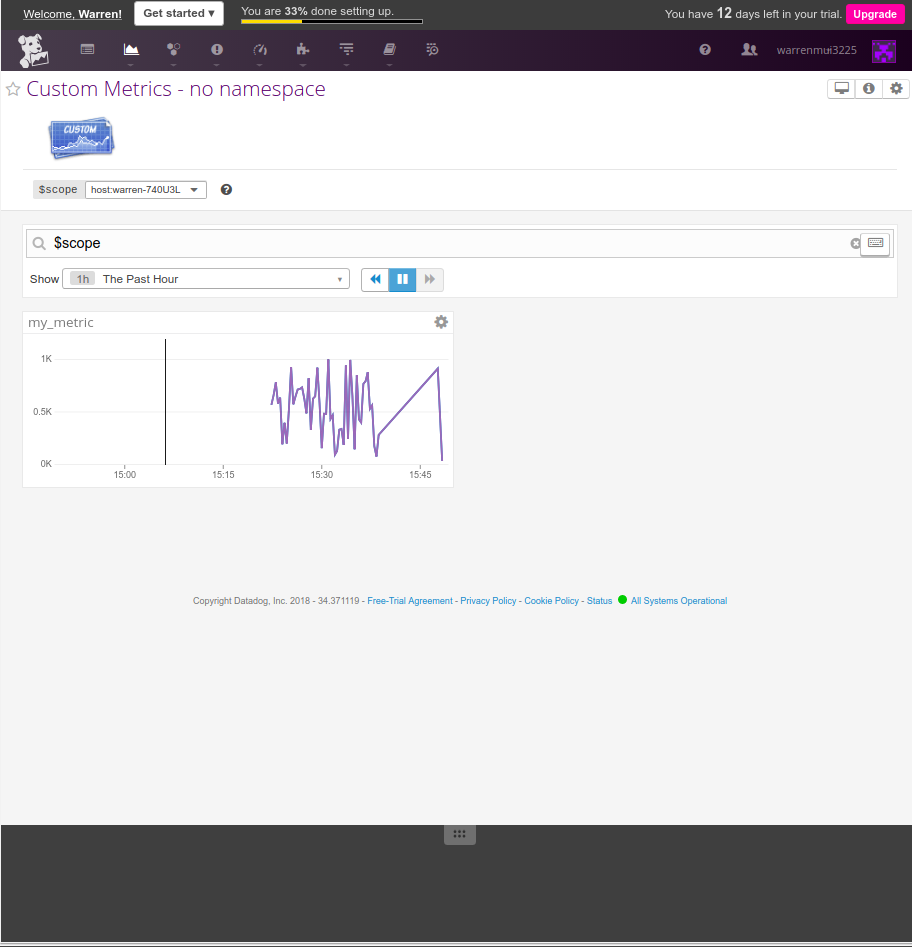 Welcome, Warren! Get started ▾ You are 33% done setting up. You have 12 days left in your trial. Upgrade
warrenmui3225
Custom Metrics - no namespace
CUSTOM
$scope host:warren-740U3L
$scope
Show 1h The Past Hour
my_metric
1K
0.5K
0K
15:00 15:15 15:30 15:45
Copyright Datadog, Inc. 2018 - 34.371119 - Free-Trial Agreement - Privacy Policy - Cookie Policy - Status All Systems Operational